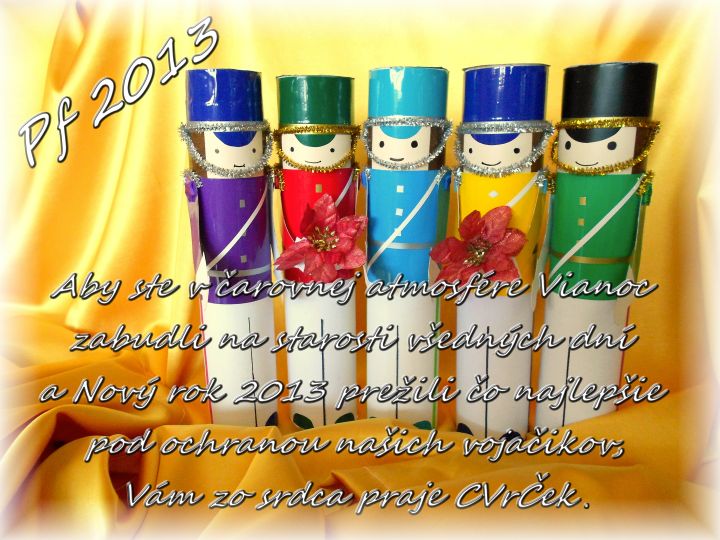 Pf 2013
Aby ste v čarovnej atmosfére Vianoc
zabudli na starosti všedných dní
a Nový rok 2013 prežili čo najlepšie
pod ochranou našich vojačikov,
Vám zo srdca praje CVrČek.